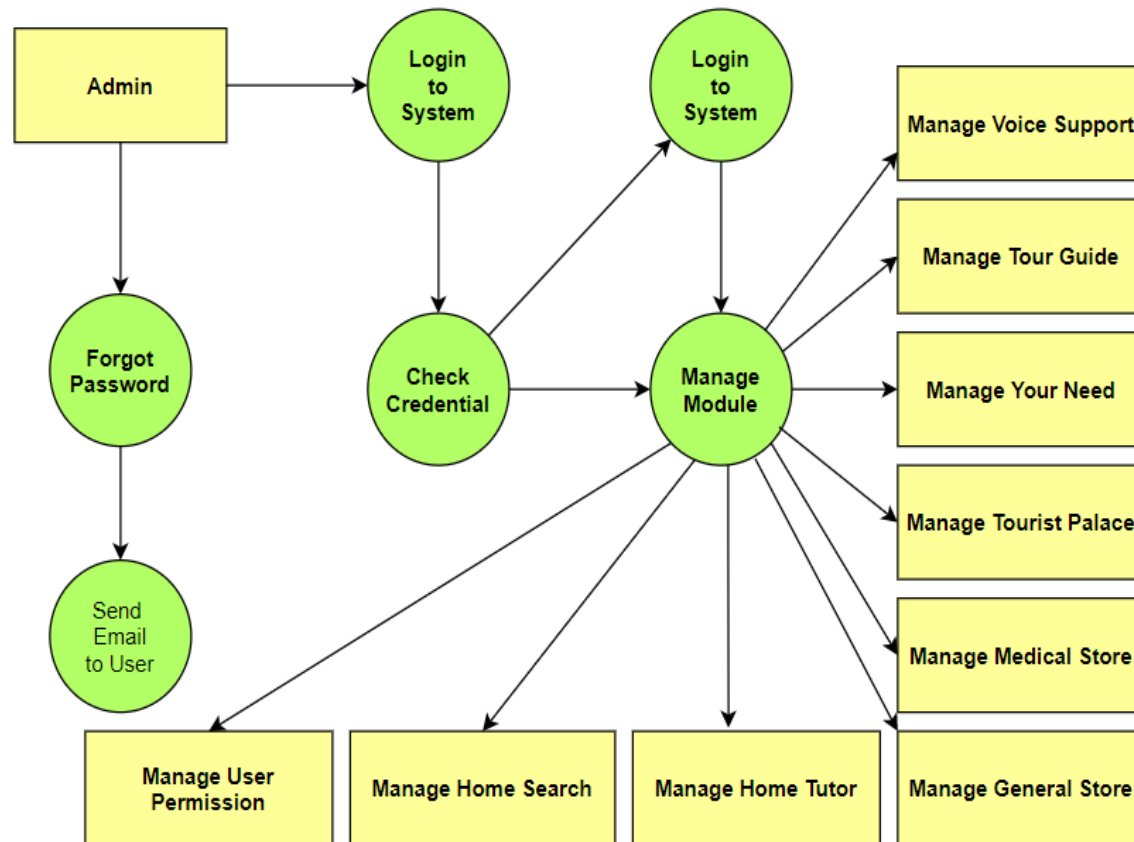 Admin
Login
to
System
Login
to
System
Manage Voice Support
Manage Tour Guide
Forgot
Password
Check
Credential
Manage
Module
Manage Your Need
Manage Tourist Palace
Send
Email
to User
Manage Medical Store
Manage User
Permission
Manage Home Search
Manage Home Tutor
Manage General Store